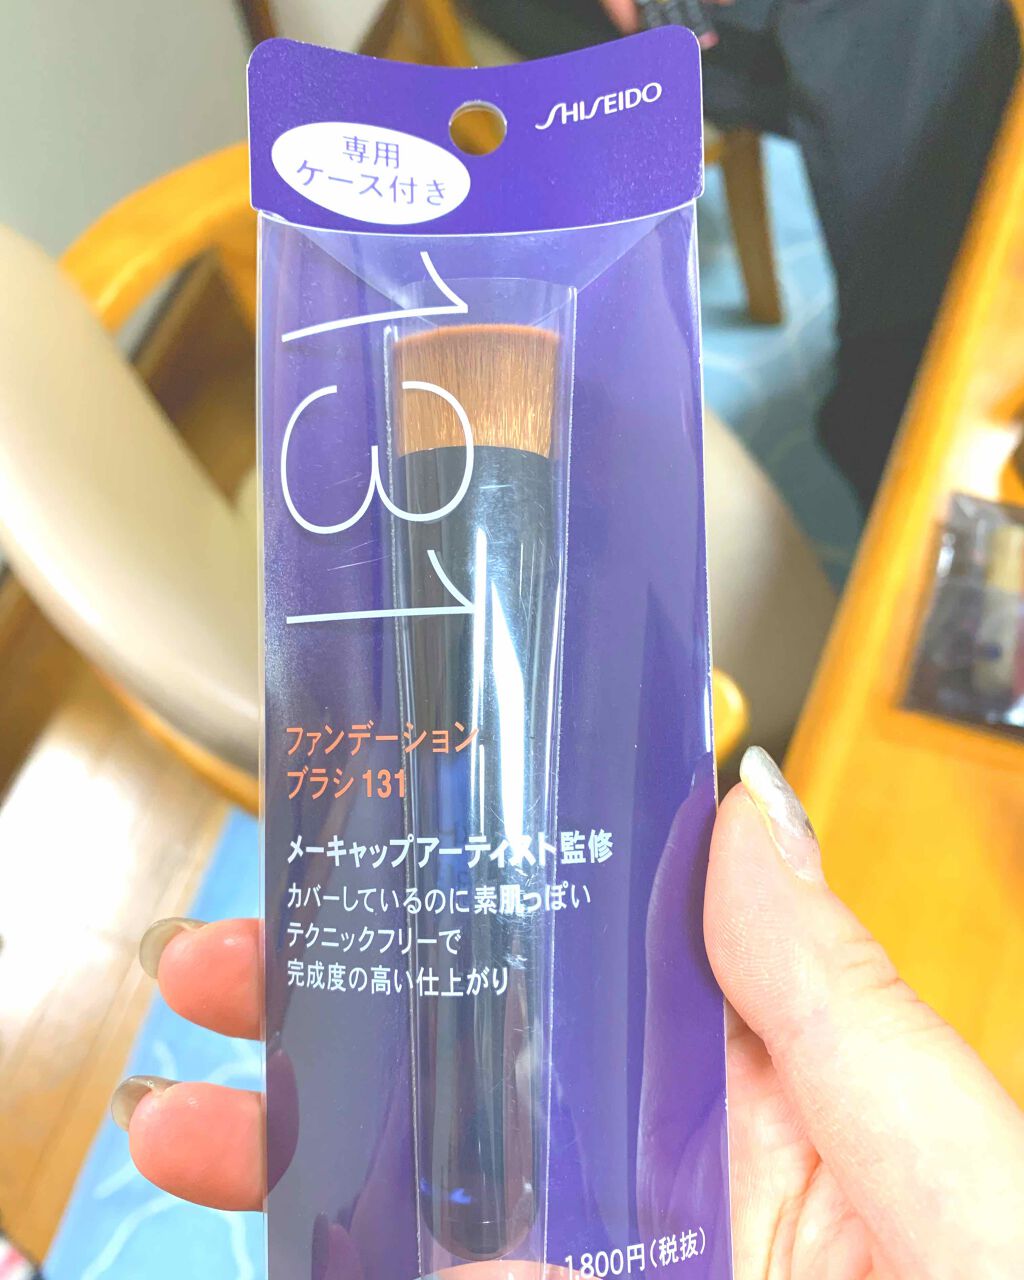 SHISEIDO
専用
ケース付き
131
ファンデーション
ブラシ 131
メーキャップアーティスト監修
カバーしているのに素肌っぽい
テクニックフリーで
完成度の高い仕上がり
1,800円(税抜)